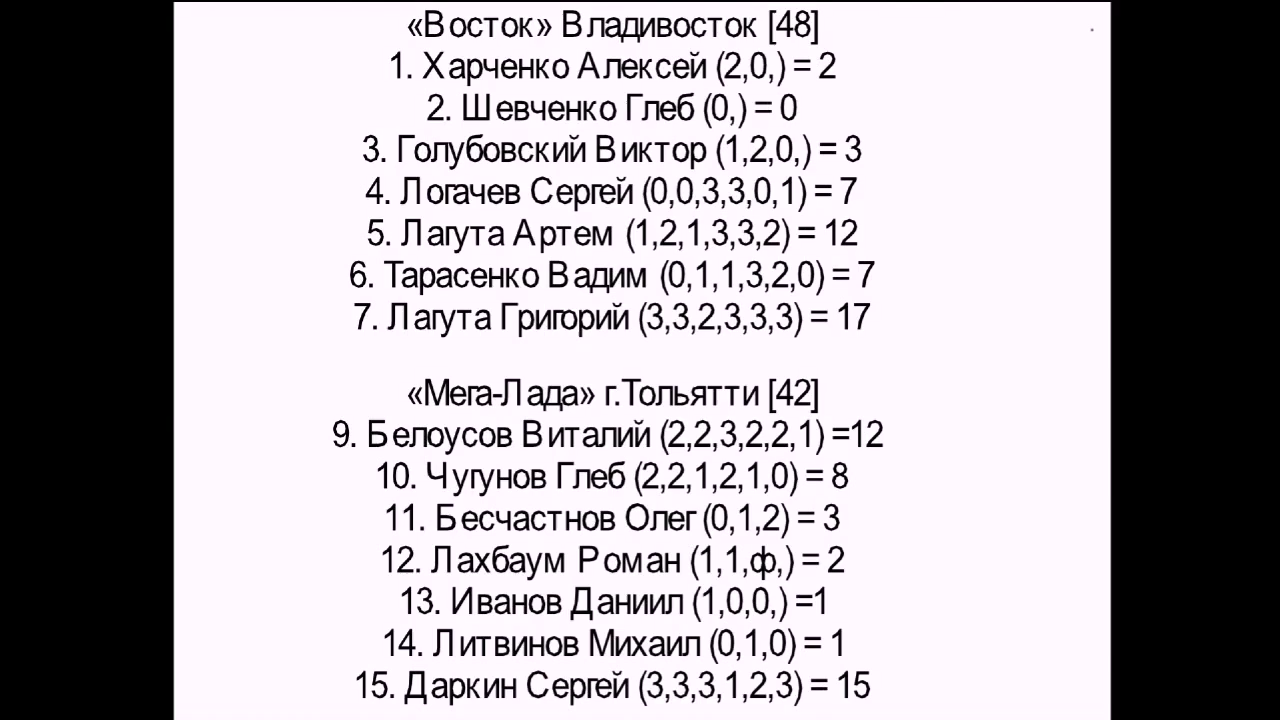 «Восток» Владивосток [48]
1. Харченко Алексей (2,0,) = 2
2. Шевченко Глеб (0,) = 0
3. Голубовский Виктор (1,2,0,) = 3
4. Логачев Сергей (0,0,3,3,0,1) = 7
5. Лагута Артем (1,2,1,3,3,2) = 12
6. Тарасенко Вадим (0,1,1,3,2,0) = 7
7. Лагута Григорий (3,3,2,3,3,3) = 17
«Мега-Лада» г.Тольятти [42]
9. Белоусов Виталий (2,2,3,2,2,1) =12
10. Чугунов Глеб (2,2,1,2,1,0) = 8
11. Бесчастнов Олег (0,1,2) = 3
12. Лахбаум Роман (1,1,ф,) = 2
13. Иванов Даниил (1,0,0,) =1
14. Литвинов Михаил (0,1,0) = 1
15. Даркин Сергей (3,3,3,1,2,3) = 15